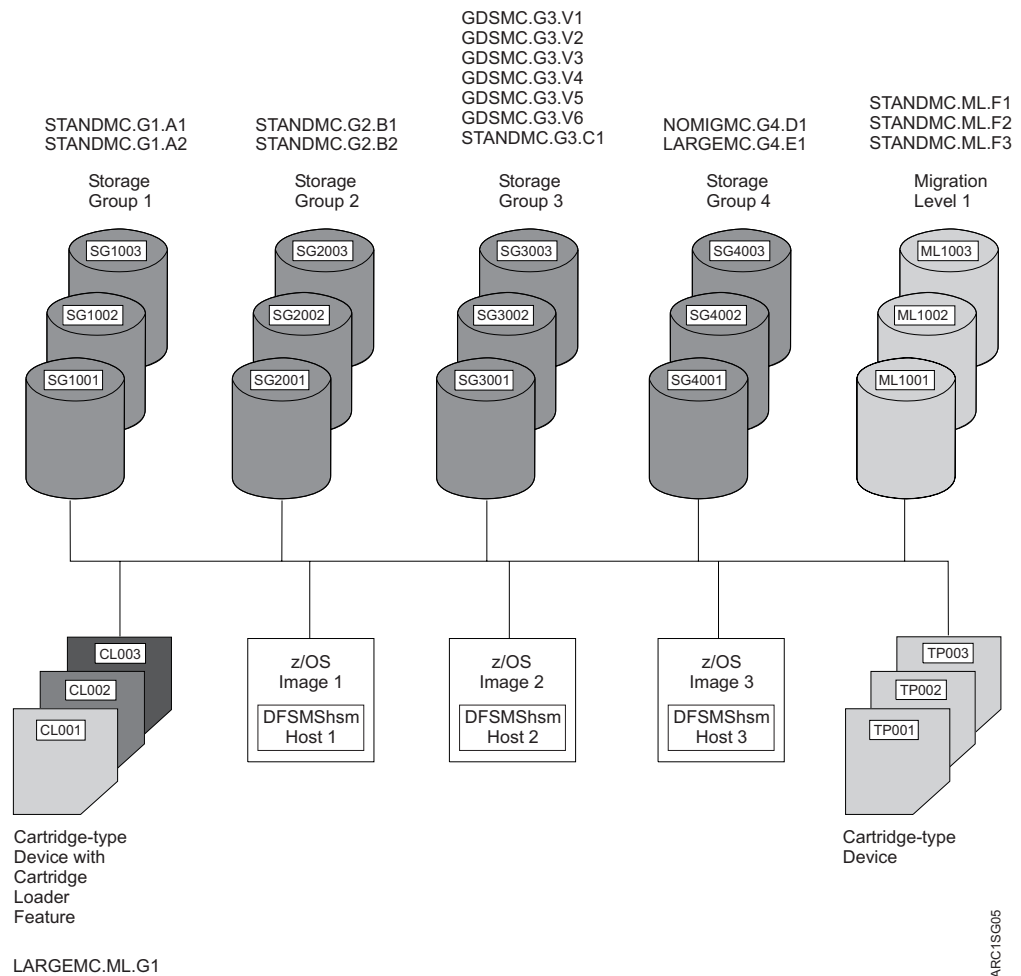 GDSMC.G3.V1
GDSMC.G3.V2
GDSMC.G3.V3
GDSMC.G3.V4
GDSMC.G3.V5
GDSMC.G3.V6
STANDMC.G3.C1
STANDMC.G1.A1
STANDMC.G1.A2
STANDMC.G2.B1
STANDMC.G2.B2
NOMIGMC.G4.D1
LARGEMC.G4.E1
STANDMC.ML.F1
STANDMC.ML.F2
STANDMC.ML.F3
Storage
Group 1
Storage
Group 2
Storage
Group 3
Storage
Group 4
Migration
Level 1
SG1003
SG1002
SG1001
SG2003
SG2002
SG2001
SG3003
SG3002
SG3001
SG4003
SG4002
SG4001
ML1003
ML1002
ML1001
CL003
CL002
CL001
z/OS
Image 1
DFSMShsm
Host 1
z/OS
Image 2
DFSMShsm
Host 2
z/OS
Image 3
DFSMShsm
Host 3
TP003
TP002
TP001
Cartridge-type
Device with
Cartridge
Loader
Feature
Cartridge-type
Device
LARGEMC.ML.G1
ARC1SG05